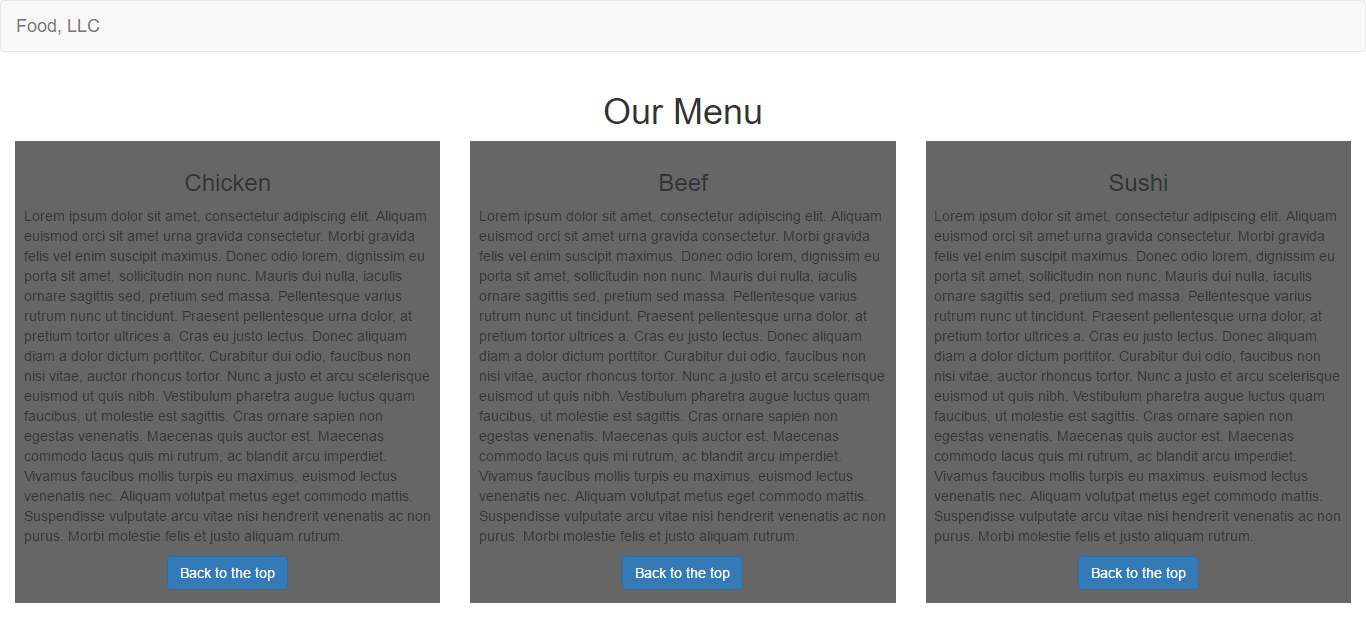 Food, LLC
Our Menu
Chicken
Lorem ipsum dolor sit amet, consectetur adipiscing elit. Aliquam
euismod orci sit amet urna gravida consectetur. Morbi gravida
felis vel enim suscipit maximus. Donec odio lorem, dignissim eu
porta sit amet, sollicitudin non nunc. Mauris dui nulla, iaculis
ornare sagittis sed, pretium sed massa. Pellentesque varius
rutrum nunc ut tincidunt. Praesent pellentesque urna dolor, at
pretium tortor ultrices a. Cras eu justo lectus. Donec aliquam
diam a dolor dictum porttitor. Curabitur dui odio, faucibus non
nisi vitae, auctor rhoncus tortor. Nunc a justo et arcu scelerisque
euismod ut quis nibh. Vestibulum pharetra augue luctus quam
faucibus, ut molestie est sagittis. Cras ornare sapien non
egestas venenatis. Maecenas quis auctor est. Maecenas
commodo lacus quis mi rutrum, ac blandit arcu imperdiet.
Vivamus faucibus mollis turpis eu maximus. euismod lectus
venenatis nec. Aliquam volutpat metus eget commodo mattis.
Suspendisse vulputate arcu vitae nisi hendrerit venenatis ac non
purus. Morbi molestie felis et justo aliquam rutrum.
Back to the top
Beef
Lorem ipsum dolor sit amet, consectetur adipiscing elit. Aliquam
euismod orci sit amet urna gravida consectetur. Morbi gravida
felis vel enim suscipit maximus. Donec odio lorem, dignissim eu
porta sit amet, sollicitudin non nunc. Mauris dui nulla, iaculis
ornare sagittis sed, pretium sed massa. Pellentesque varius
rutrum nunc ut tincidunt. Praesent pellentesque urna dolor, at
pretium tortor ultrices a. Cras eu justo lectus. Donec aliquam
diam a dolor dictum porttitor. Curabitur dui odio, faucibus non
nisi vitae, auctor rhoncus tortor. Nunc a justo et arcu scelerisque
euismod ut quis nibh. Vestibulum pharetra augue luctus quam
faucibus, ut molestie est sagittis. Cras ornare sapien non
egestas venenatis. Maecenas quis auctor est. Maecenas
commodo lacus quis mi rutrum, ac blandit arcu imperdiet.
Vivamus faucibus mollis turpis eu maximus. euismod lectus
venenatis nec. Aliquam volutpat metus eget commodo mattis.
Suspendisse vulputate arcu vitae nisi hendrerit venenatis ac non
purus. Morbi molestie felis et justo aliquam rutrum.
Back to the top
Sushi
Lorem ipsum dolor sit amet, consectetur adipiscing elit. Aliquam
euismod orci sit amet urna gravida consectetur. Morbi gravida
felis vel enim suscipit maximus. Donec odio lorem, dignissim eu
porta sit amet, sollicitudin non nunc. Mauris dui nulla, iaculis
ornare sagittis sed, pretium sed massa. Pellentesque varius
rutrum nunc ut tincidunt. Praesent pellentesque urna dolor, at
pretium tortor ultrices a. Cras eu justo lectus. Donec aliquam
diam a dolor dictum porttitor. Curabitur dui odio, faucibus non
nisi vitae, auctor rhoncus tortor. Nunc a justo et arcu scelerisque
euismod ut quis nibh. Vestibulum pharetra augue luctus quam
faucibus, ut molestie est sagittis. Cras ornare sapien non
egestas venenatis. Maecenas quis auctor est. Maecenas
commodo lacus quis mi rutrum, ac blandit arcu imperdiet.
Vivamus faucibus mollis turpis eu maximus. euismod lectus
venenatis nec. Aliquam volutpat metus eget commodo mattis.
Suspendisse vulputate arcu vitae nisi hendrerit venenatis ac non
purus. Morbi molestie felis et justo aliquam rutrum.
Back to the top